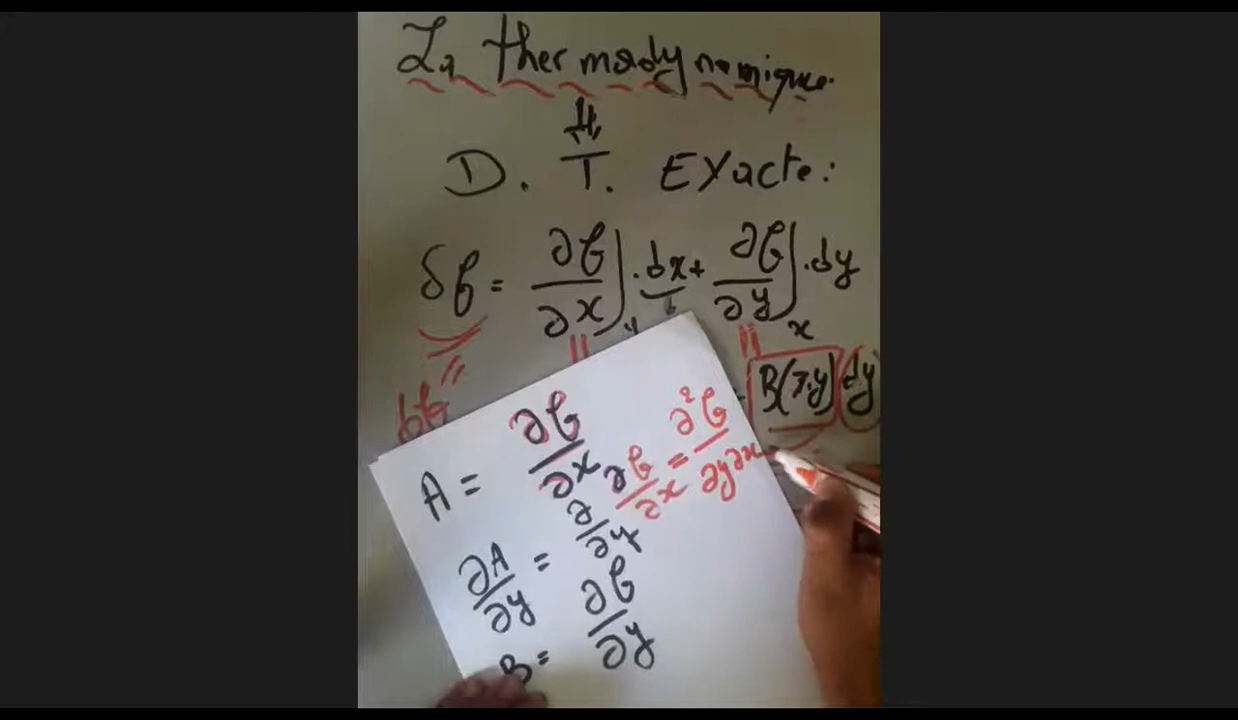 La thermodynamique
D. T. Exacte:
δf = ∂f/∂x)y . dx + ∂f/∂y)x . dy
B(x,y) dy
A = ∂f/∂x
∂A/∂y = ∂/∂y ∂f/∂x = ∂²f/∂y∂x
B = ∂f/∂y